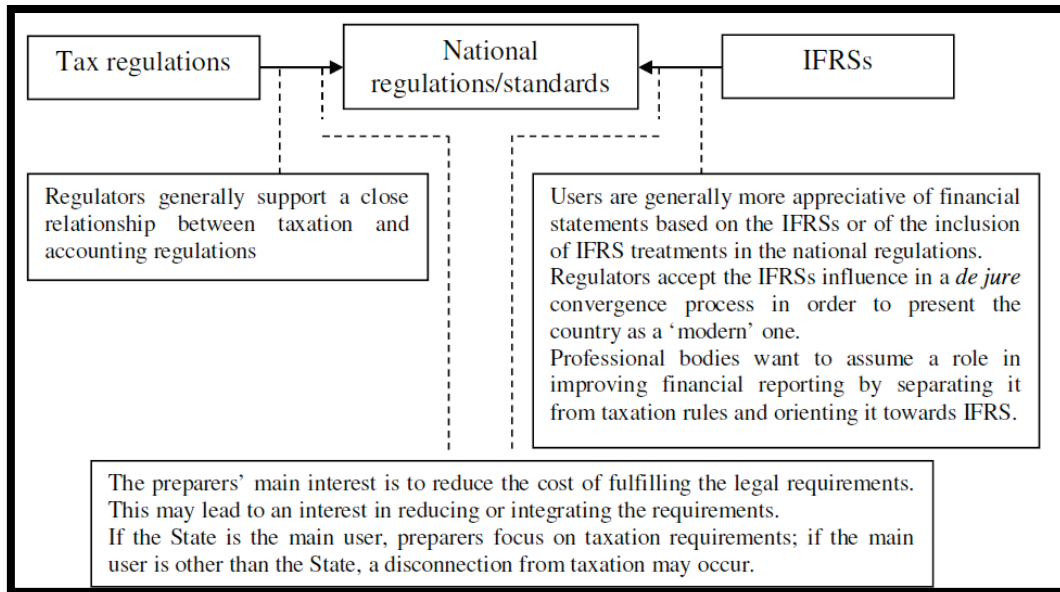 Tax regulations
National
regulations/standards
IFRSs
Regulators generally support a close
relationship between taxation and
accounting regulations
Users are generally more appreciative of financial
statements based on the IFRSs or of the inclusion
of IFRS treatments in the national regulations.
Regulators accept the IFRSs influence in a de jure
convergence process in order to present the
country as a ‘modern’ one.
Professional bodies want to assume a role in
improving financial reporting by separating it
from taxation rules and orienting it towards IFRS.
The preparers’ main interest is to reduce the cost of fulfilling the legal requirements.
This may lead to an interest in reducing or integrating the requirements.
If the State is the main user, preparers focus on taxation requirements; if the main
user is other than the State, a disconnection from taxation may occur.